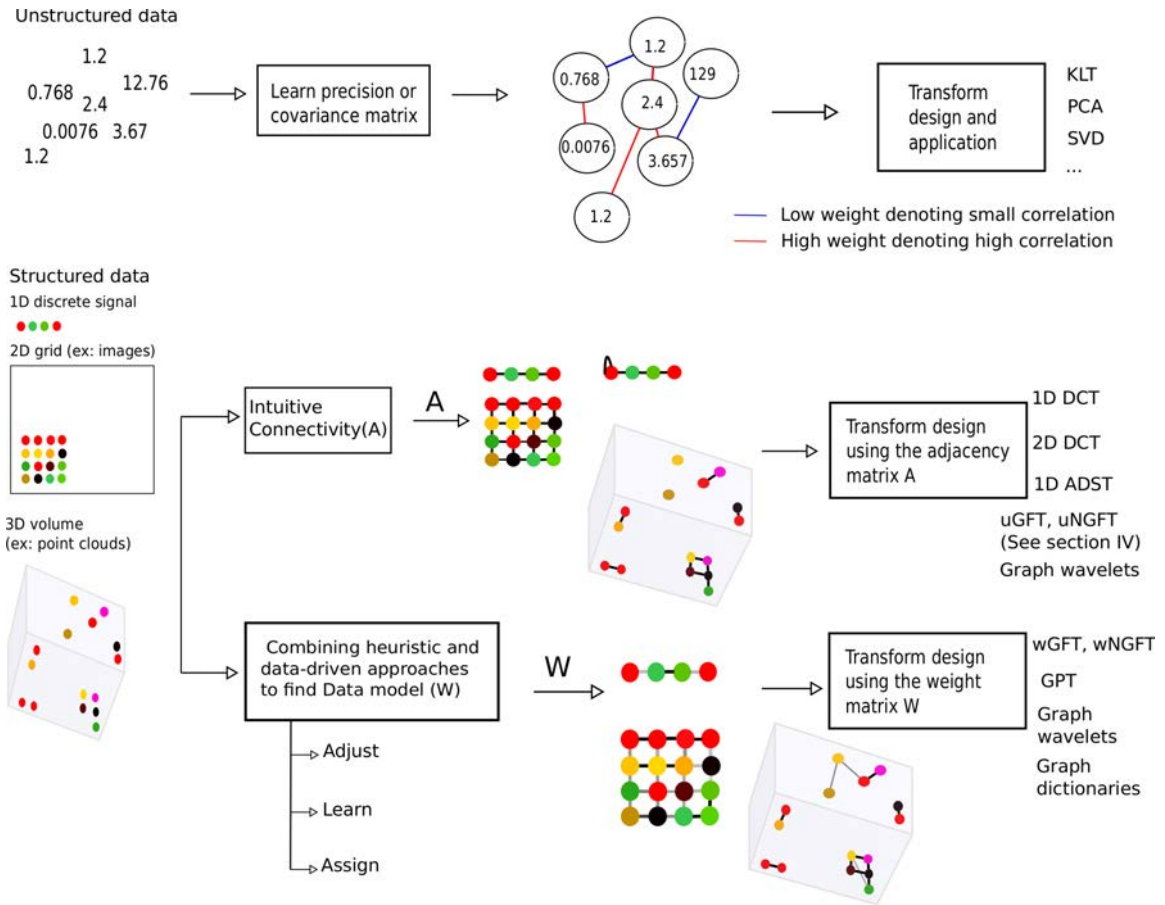 Unstructured data
1.2
12.76
0.768
2.4
0.0076 3.67
1.2
Learn precision or
covariance matrix
1.2
0.768
129
2.4
0.0076
3.657
1.2
Transform
design and
application
KLT
PCA
SVD
...
Low weight denoting small correlation
High weight denoting high correlation
Structured data
1D discrete signal
2D grid (ex: images)
3D volume
(ex: point clouds)
Intuitive
Connectivity(A)
A
Transform design
using the adjacency
matrix A
1D DCT
2D DCT
1D ADST
uGFT, uNGFT
(See section IV)
Graph wavelets
Combining heuristic and
data-driven approaches
to find Data model (W)
Adjust
Learn
Assign
W
Transform design
using the weight
matrix W
wGFT, wNGFT
GPT
Graph
wavelets
Graph
dictionaries